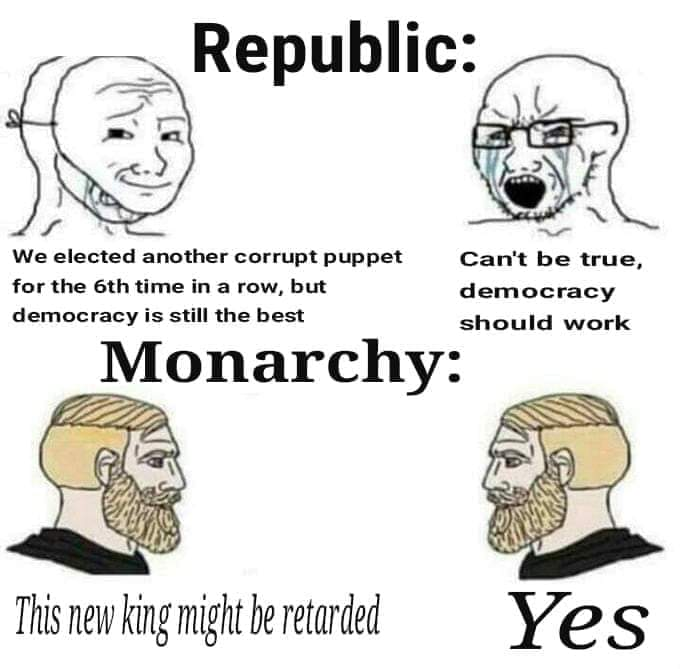 Republic:
We elected another corrupt puppet
for the 6th time in a row, but
democracy is still the best
Can't be true,
democracy
should work
Monarchy:
This new king might be retarded
Yes